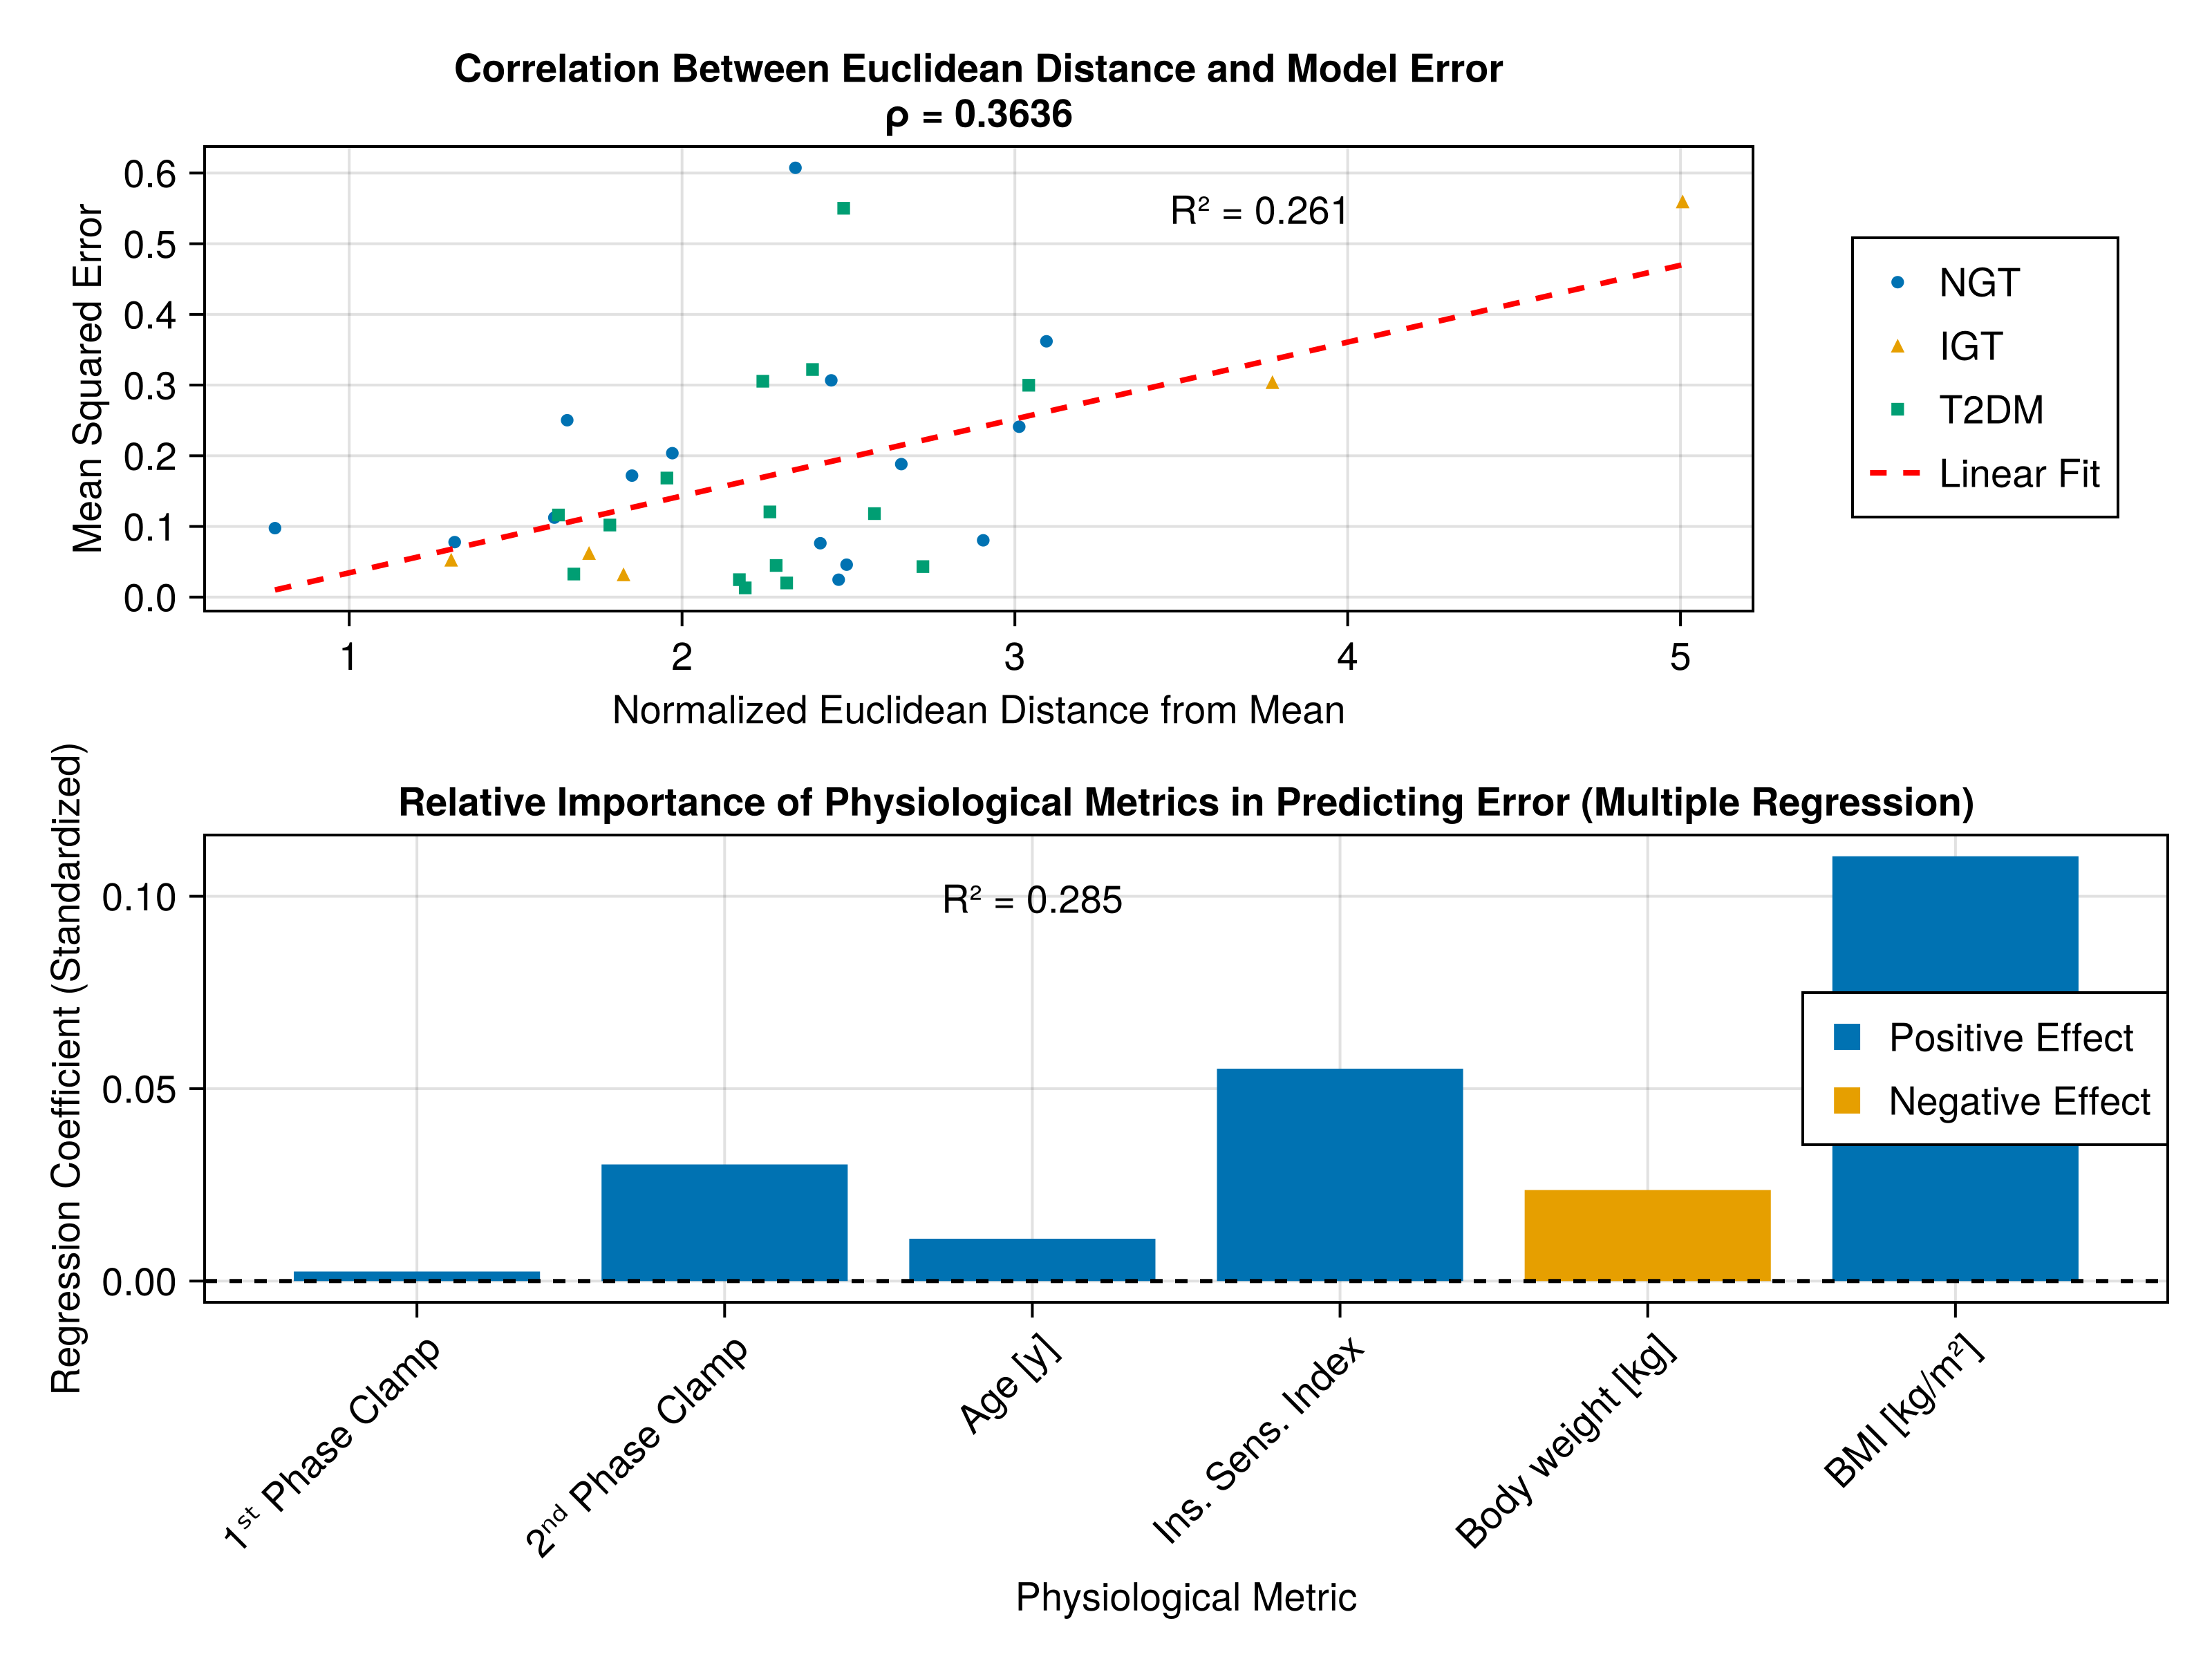 Correlation Between Euclidean Distance and Model Error
ρ = 0.3636
Mean Squared Error
0.6
0.5
0.4
0.3
0.2
0.1
0.0
R² = 0.261
1
2
3
4
5
Normalized Euclidean Distance from Mean
NGT
IGT
T2DM
Linear Fit
Relative Importance of Physiological Metrics in Predicting Error (Multiple Regression)
Regression Coefficient (Standardized)
0.10
0.05
0.00
R² = 0.285
Positive Effect
Negative Effect
1ˢᵗ Phase Clamp
2ⁿᵈ Phase Clamp
Age [y]
Ins. Sens. Index
Body weight [kg]
BMI [kg/m²]
Physiological Metric